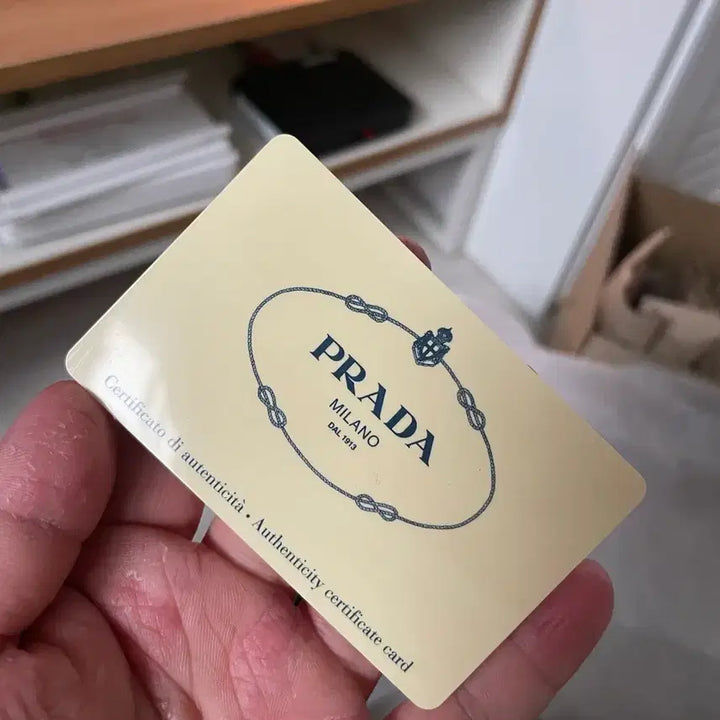 PRADA
MILANO
DAL 1913
Certificato di autenticità • Authenticity certificate card